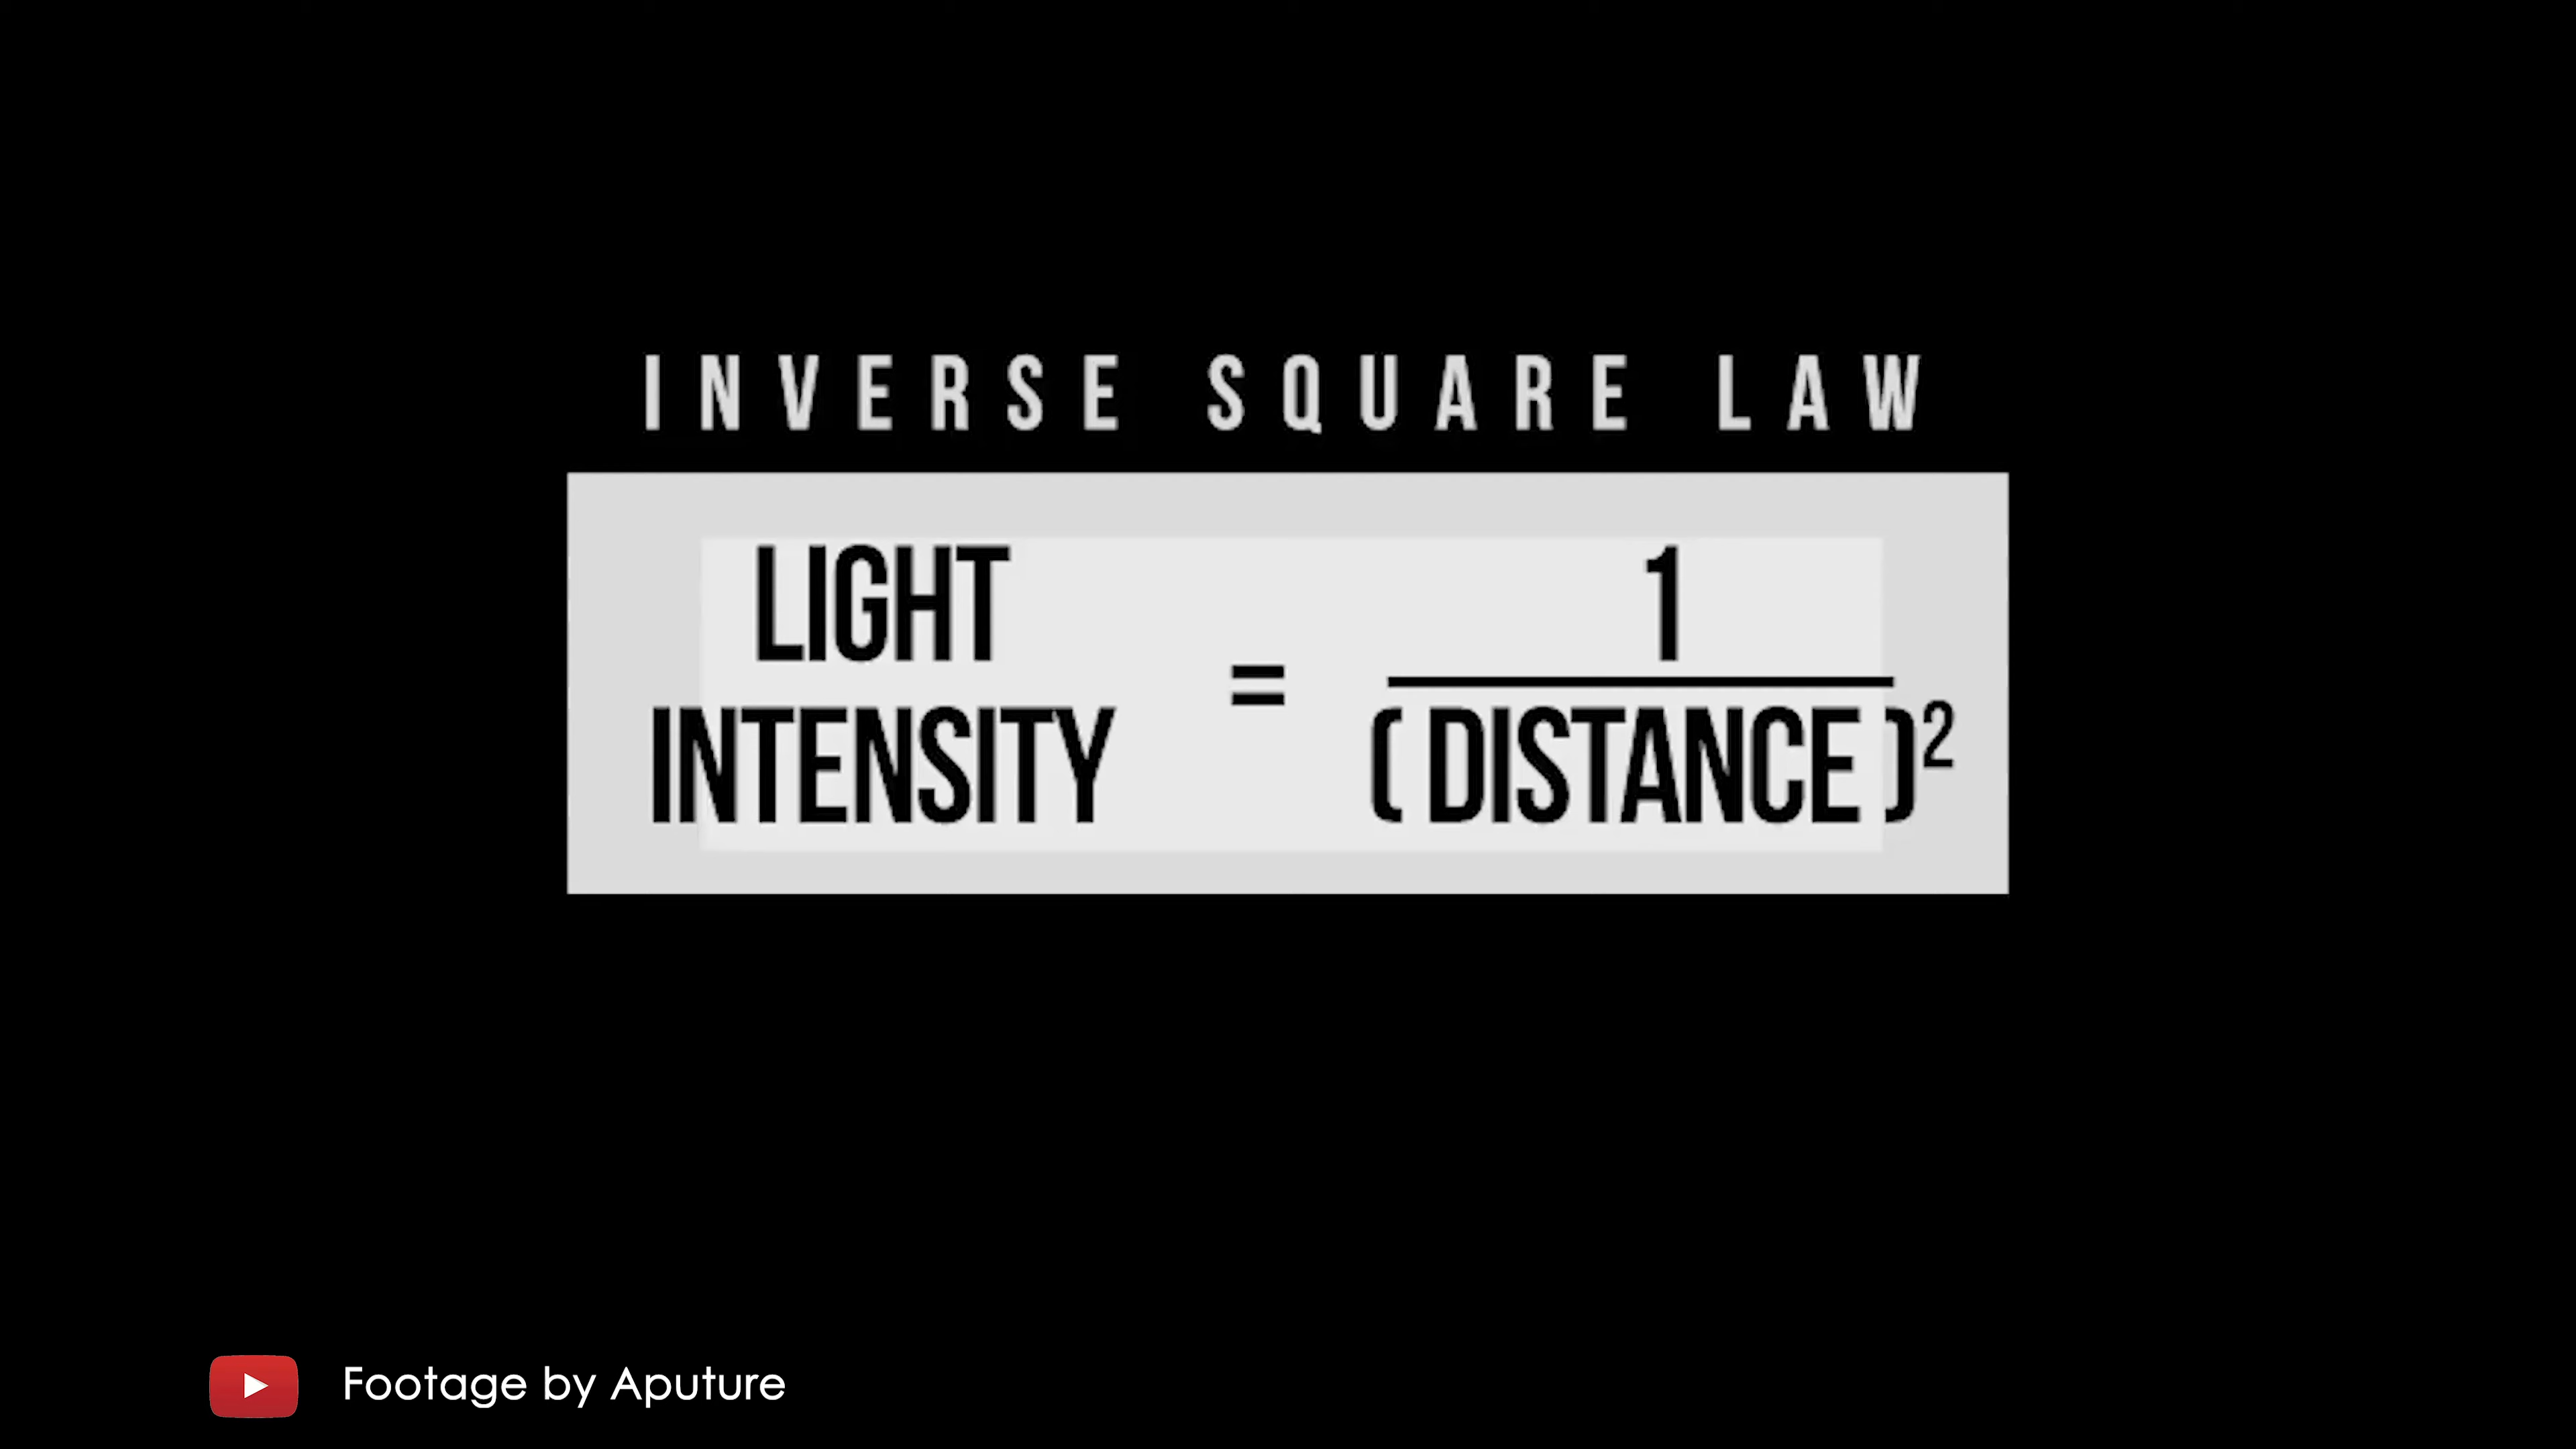 INVERSE SQUARE LAW
LIGHT
INTENSITY
=
1
( DISTANCE )²
Footage by Aputure